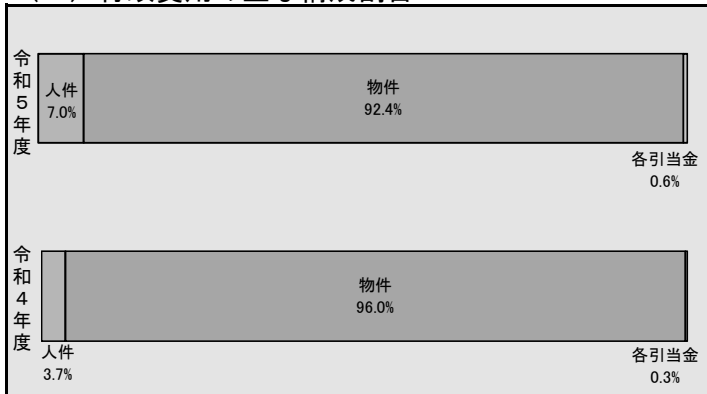 令和5年度
人件
7.0%
物件
92.4%
各引当金
0.6%
令和4年度
人件
3.7%
物件
96.0%
各引当金
0.3%